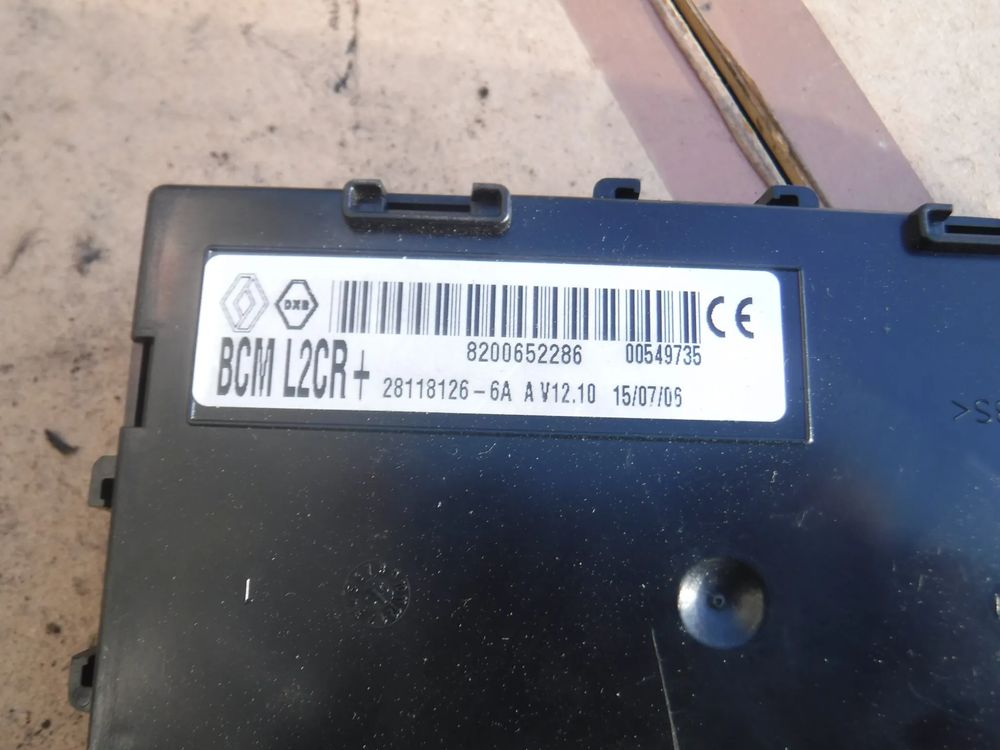 DXB
CE
8200652286 00549735
BCM L2CR+ 28118126-6A A V12.10 15/07/06